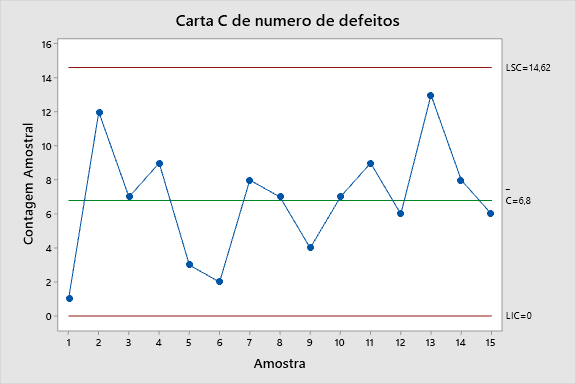 Carta C de numero de defeitos
16
14
12
10
8
6
4
2
0
Contagem Amostral
LSC=14,62
_
C=6,8
LIC=0
1 2 3 4 5 6 7 8 9 10 11 12 13 14 15
Amostra